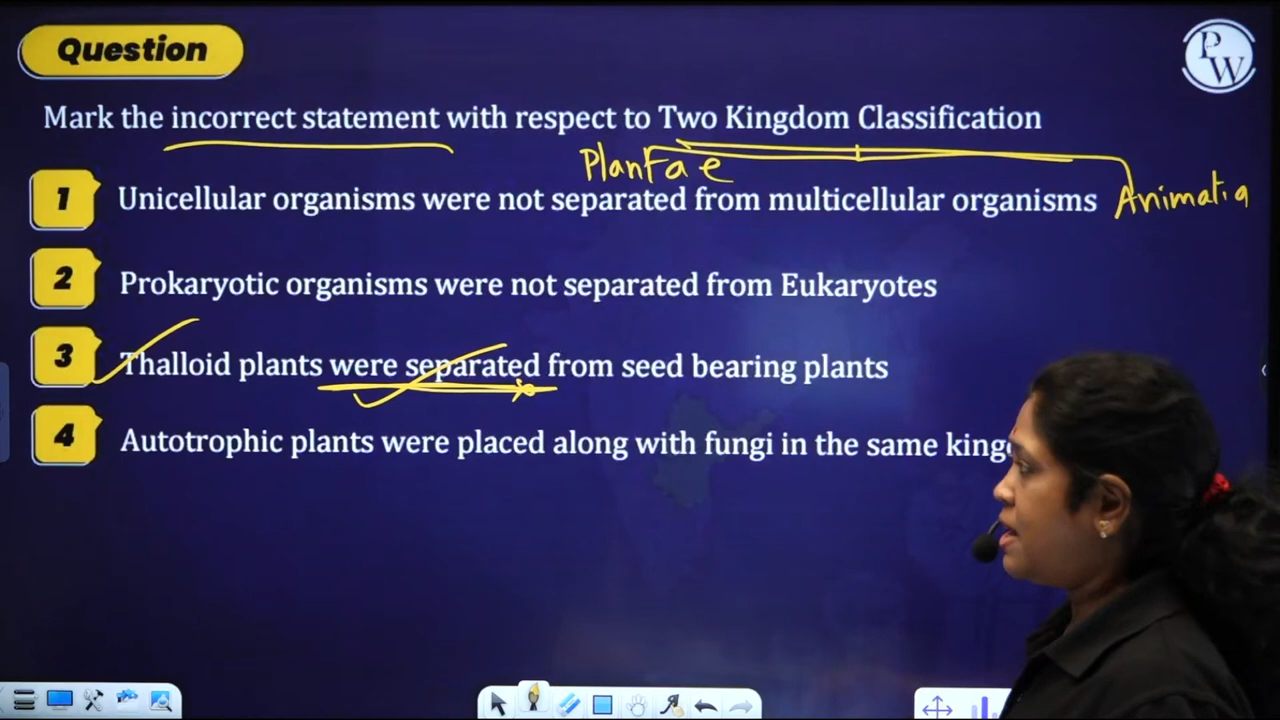 Question
PW
Mark the incorrect statement with respect to Two Kingdom Classification
Plantae
Animalia
1 Unicellular organisms were not separated from multicellular organisms
2 Prokaryotic organisms were not separated from Eukaryotes
3 Thalloid plants were separated from seed bearing plants
4 Autotrophic plants were placed along with fungi in the same